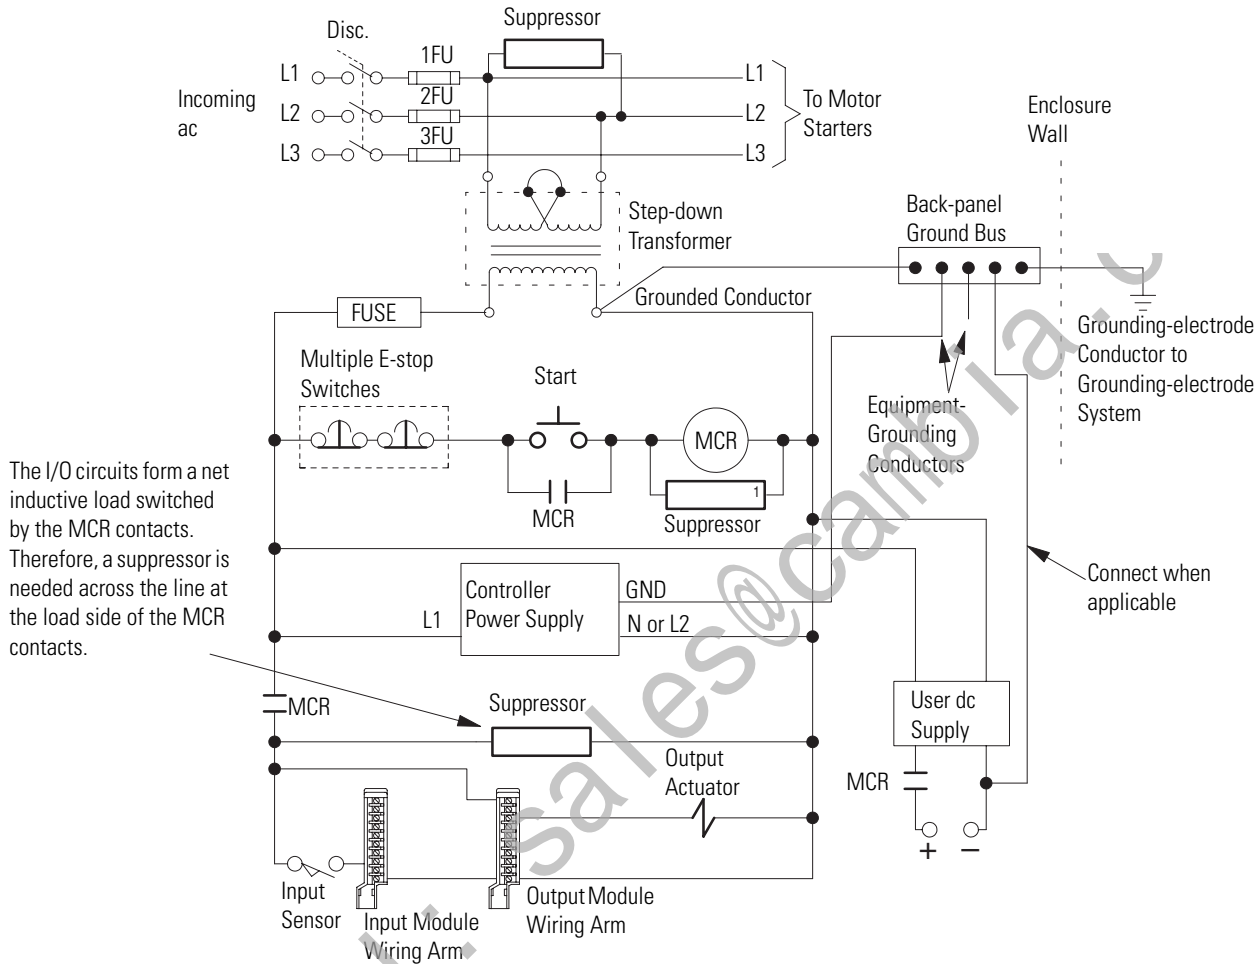 Suppressor
Disc.
1FU
L1
L1
Incoming
ac
2FU
L2
L2
To Motor
Starters
3FU
L3
L3
Enclosure
Wall
Step-down
Transformer
Back-panel
Ground Bus
Grounded Conductor
FUSE
Grounding-electrode
Conductor to
Grounding-electrode
System
Multiple E-stop
Switches
Start
Equipment-
Grounding
Conductors
MCR
MCR
1
Suppressor
The I/O circuits form a net
inductive load switched
by the MCR contacts.
Therefore, a suppressor is
needed across the line at
the load side of the MCR
contacts.
Controller
Power Supply
GND
L1
N or L2
Connect when
applicable
MCR
Suppressor
User dc
Supply
Output
Actuator
MCR
+
–
Input
Sensor
Input Module
Wiring Arm
Output Module
Wiring Arm
sales@cambia.